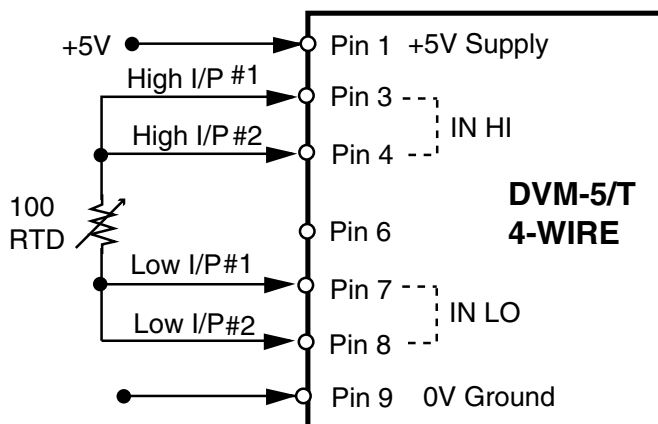 +5V Pin 1 +5V Supply
High I/P #1 Pin 3
IN HI
High I/P #2 Pin 4
DVM-5/T
4-WIRE
100
RTD
Pin 6
Low I/P #1 Pin 7
IN LO
Low I/P #2 Pin 8
Pin 9 0V Ground